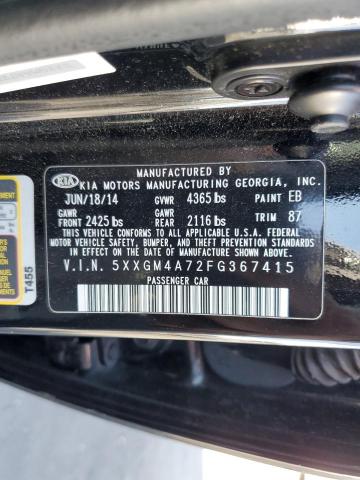 MANUFACTURED BY
KIA KIA MOTORS MANUFACTURING GEORGIA, INC.
JUN/18/14 GVWR 4365 lbs PAINT EB
GAWR FRONT 2425 lbs GAWR REAR 2116 lbs TRIM 87
THIS VEHICLE CONFORMS TO ALL APPLICABLE U.S. FEDERAL
MOTOR VEHICLE SAFETY, BUMPER, AND THEFT PREVENTION
STANDARDS IN EFFECT ON THE DATE OF MANUFACTURE SHOWN ABOVE.
V.I.N. 5XXGM4A72FG367415
PASSENGER CAR
T455